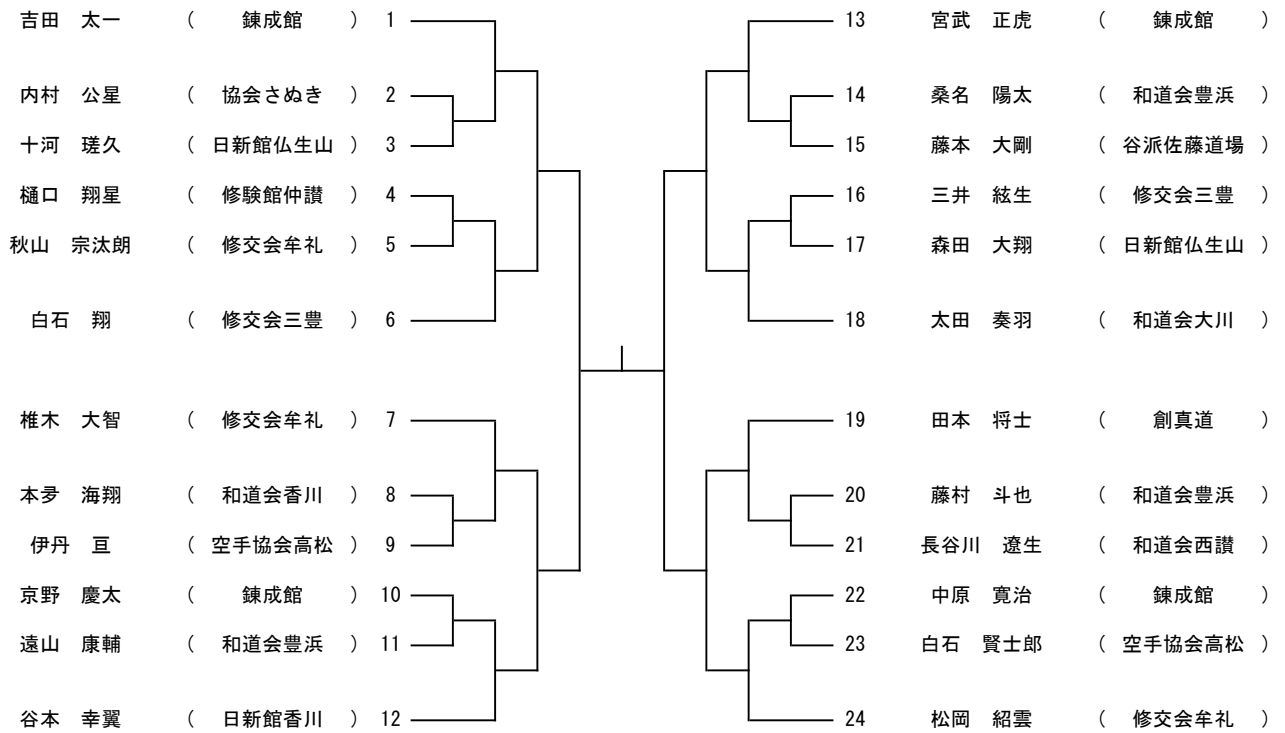 吉田　太一　（　錬成館　）　1
内村　公星　（　協会さぬき　）　2
十河　瑳久　（　日新館仏生山　）　3
樋口　翔星　（　修験館仲讃　）　4
秋山　宗汰朗　（　修交会牟礼　）　5
白石　翔　（　修交会三豊　）　6
椎木　大智　（　修交会牟礼　）　7
本夛　海翔　（　和道会香川　）　8
伊丹　亘　（　空手協会高松　）　9
京野　慶太　（　錬成館　）　10
遠山　康輔　（　和道会豊浜　）　11
谷本　幸翼　（　日新館香川　）　12
13　宮武　正虎　（　錬成館　）
14　桑名　陽太　（　和道会豊浜　）
15　藤本　大剛　（　谷派佐藤道場　）
16　三井　絃生　（　修交会三豊　）
17　森田　大翔　（　日新館仏生山　）
18　太田　奏羽　（　和道会大川　）
19　田本　将士　（　創真道　）
20　藤村　斗也　（　和道会豊浜　）
21　長谷川　遼生　（　和道会西讃　）
22　中原　寛治　（　錬成館　）
23　白石　賢士郎　（　空手協会高松　）
24　松岡　紹雲　（　修交会牟礼　）